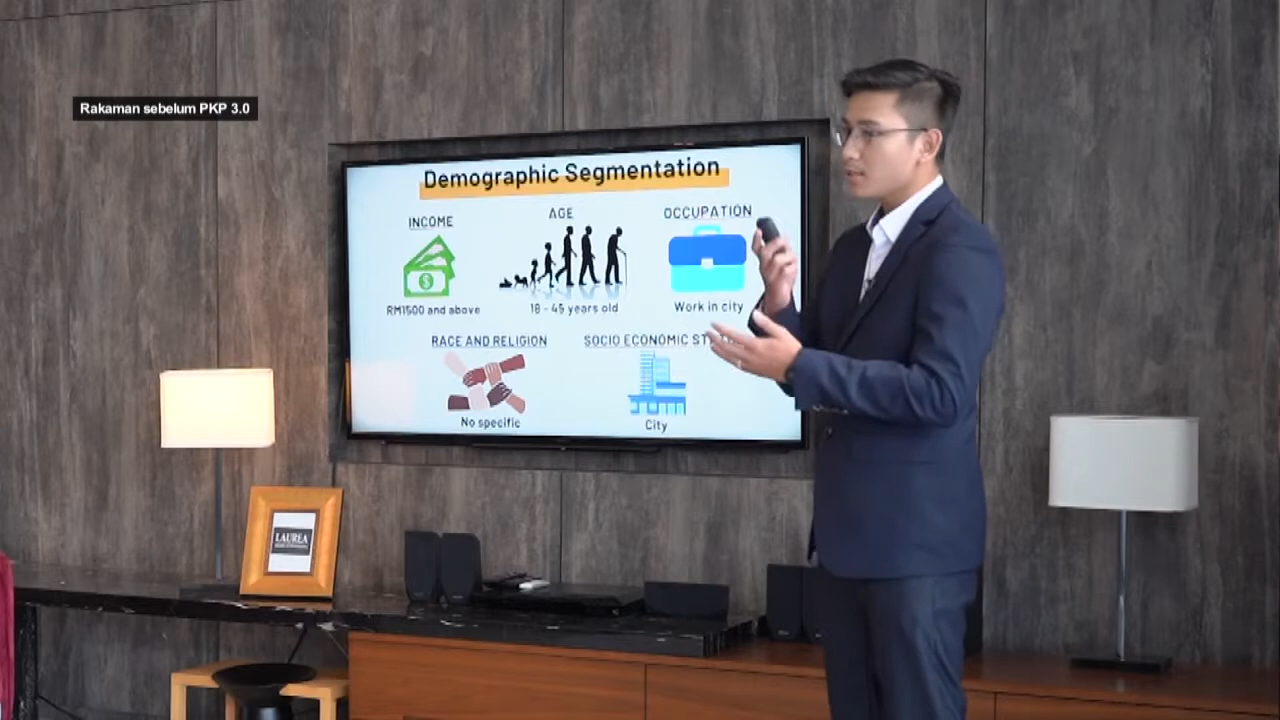 Rakaman sebelum PKP 3.0
Demographic Segmentation
INCOME
RM1500 and above
AGE
18 - 45 years old
OCCUPATION
Work in city
RACE AND RELIGION
No specific
SOCIO ECONOMIC
City
LAUREA